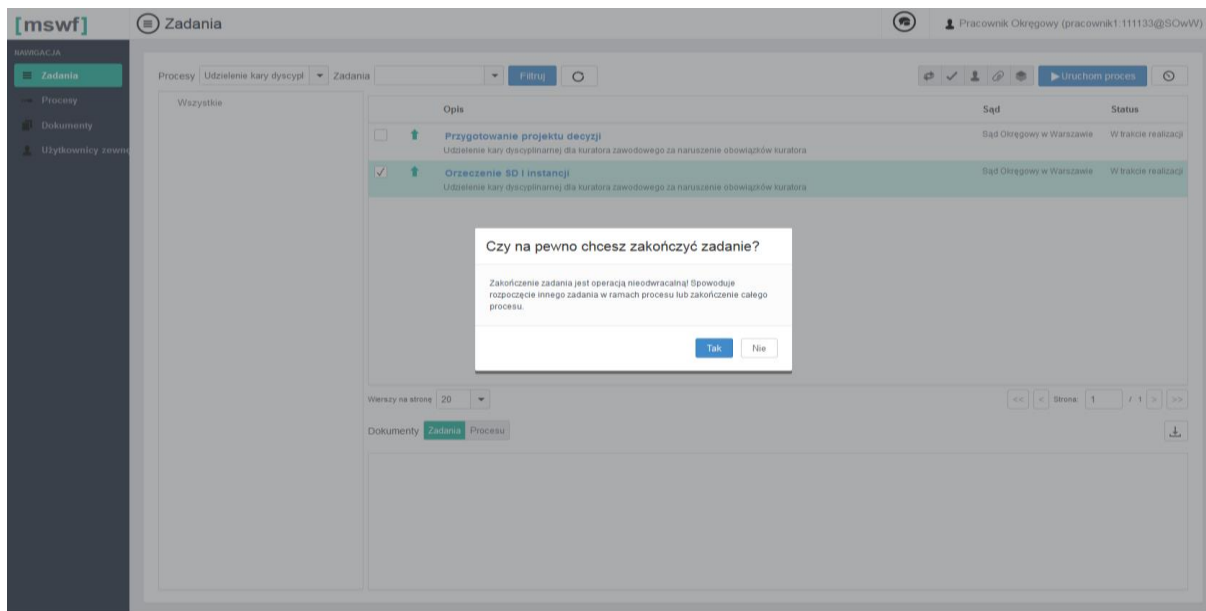 [mswf]
Zadania
Pracownik Okręgowy (pracownik1.111133@SOwW)
NAWIGACJA
Zadania
Procesy
Dokumenty
Użytkownicy zewnę
Procesy Udzielenie kary dyscypl Zadania Filtruj
Uruchom proces
Wszystkie
Opis Sąd Status
Przygotowanie projektu decyzji Sąd Okręgowy w Warszawie W trakcie realizacji
Udzielenie kary dyscyplinarnej dla kuratora zawodowego za naruszenie obowiązków kuratora
Orzeczenie SD I instancji Sąd Okręgowy w Warszawie W trakcie realizacji
Udzielenie kary dyscyplinarnej dla kuratora zawodowego za naruszenie obowiązków kuratora
Czy na pewno chcesz zakończyć zadanie?
Zakończenie zadania jest operacją nieodwracalną! Spowoduje
rozpoczęcie innego zadania w ramach procesu lub zakończenie całego
procesu.
Tak Nie
Wierszy na stronę 20
<< < Strona: 1 / 1 > >>
Dokumenty Zadania Procesu